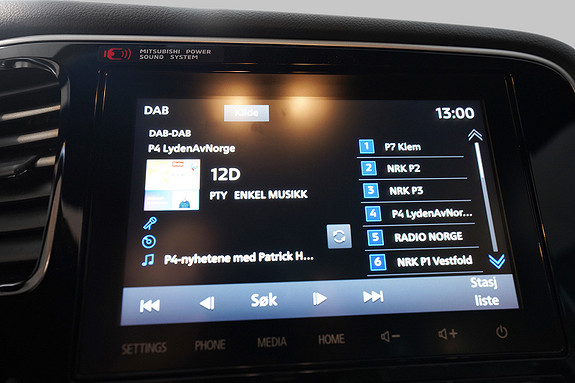 MITSUBISHI POWER
SOUND SYSTEM
DAB
Kilde
13:00
DAB-DAB
P4 LydenAvNorge
12D
PTY ENKEL MUSIKK
P4-nyhetene med Patrick H...
1 P7 Klem
2 NRK P2
3 NRK P3
4 P4 LydenAvNor...
5 RADIO NORGE
6 NRK P1 Vestfold
Søk
Stasj
liste
SETTINGS
PHONE
MEDIA
HOME